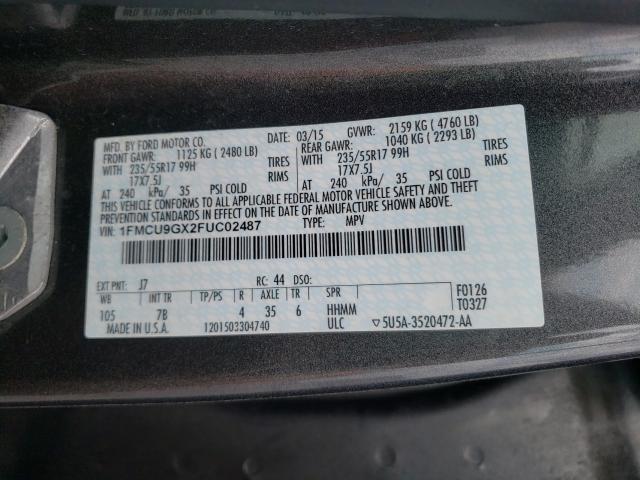 MFD. BY FORD MOTOR CO. 03/15 GVWR: 2159 KG ( 4760 LB)
FRONT GAWR: 1125 KG ( 2480 LB) REAR GAWR: 1040 KG ( 2293 LB)
WITH 235/55R17 99H TIRES WITH 235/55R17 99H TIRES
17X7.5J RIMS 17X7.5J RIMS
AT 240 kPa/ 35 PSI COLD AT 240 kPa/ 35 PSI COLD
THIS VEHICLE CONFORMS TO ALL APPLICABLE FEDERAL MOTOR VEHICLE SAFETY AND THEFT
PREVENTION STANDARDS IN EFFECT ON THE DATE OF MANUFACTURE SHOWN ABOVE.
VIN: 1FMCU9GX2FUC02487 TYPE: MPV
EXT PNT: J7 RC: 44 DSO:
WB INT TR TP/PS R AXLE TR SPR F0126
105 7B 4 35 6 HHMM T0327
MADE IN U.S.A. 1201503304740 ULC ▽5U5A-3520472-AA